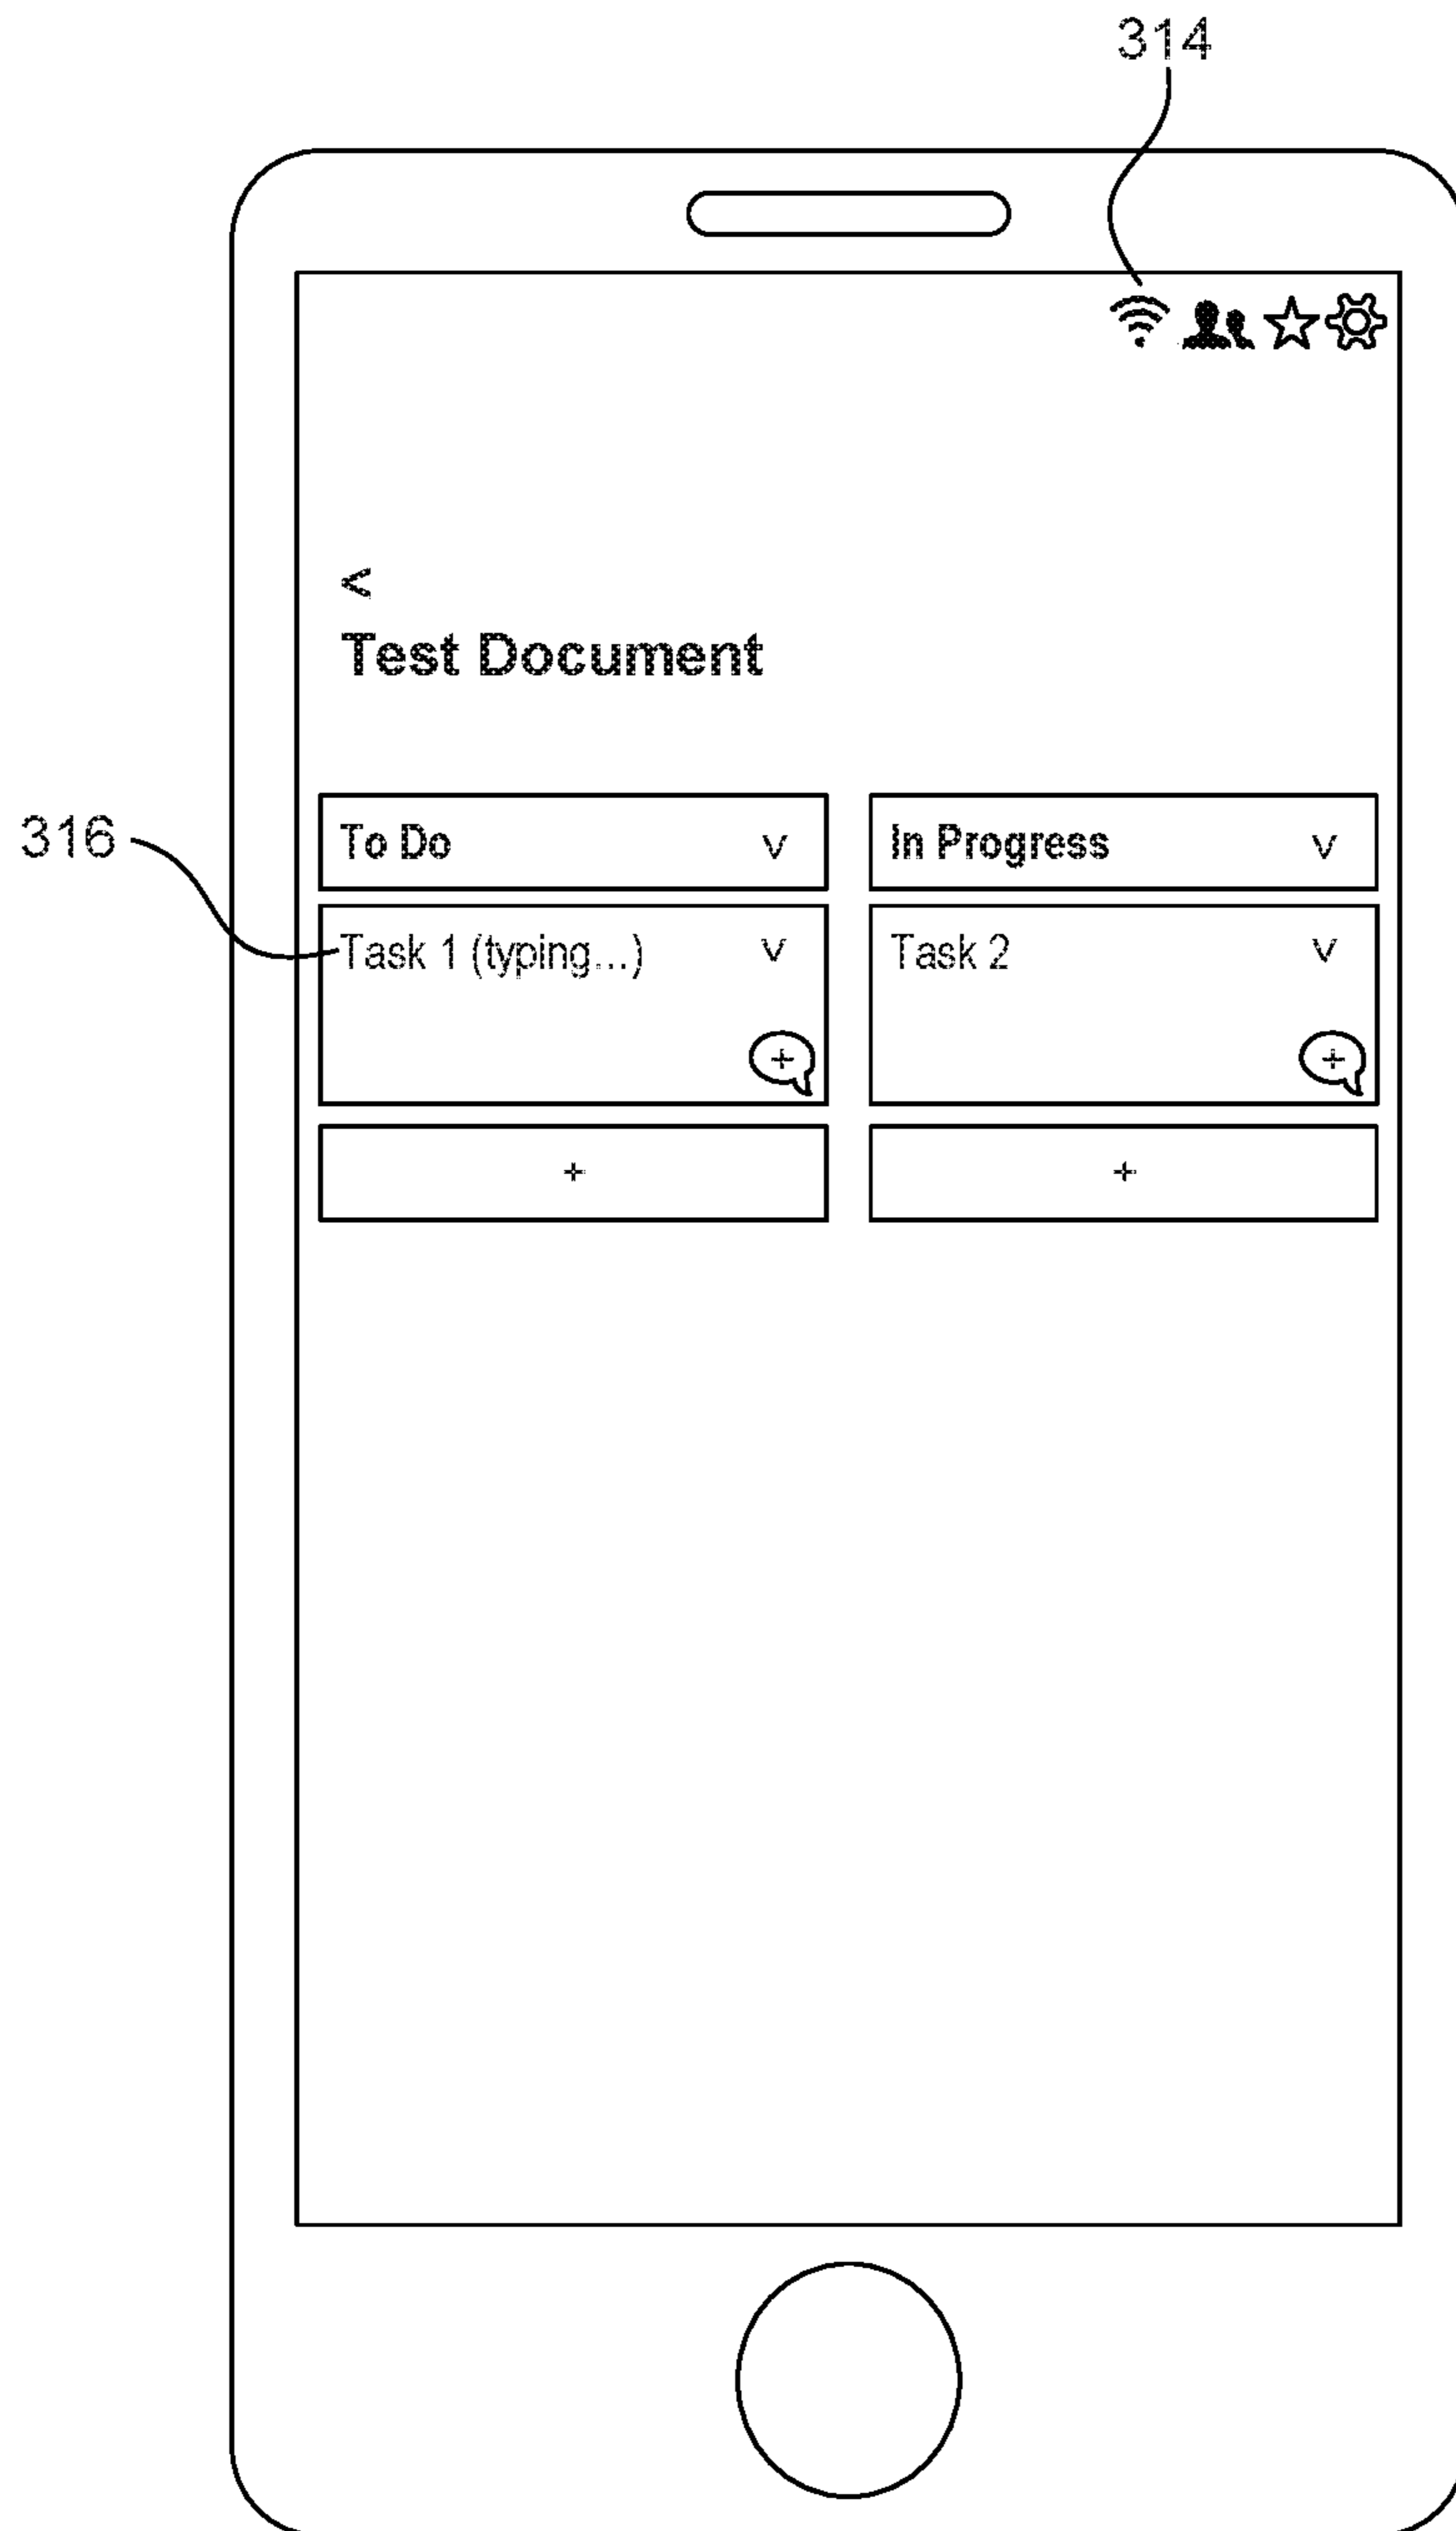 314
<
Test Document
316
To Do V In Progress V
Task 1 (typing...) V Task 2 V
+ +
+ +